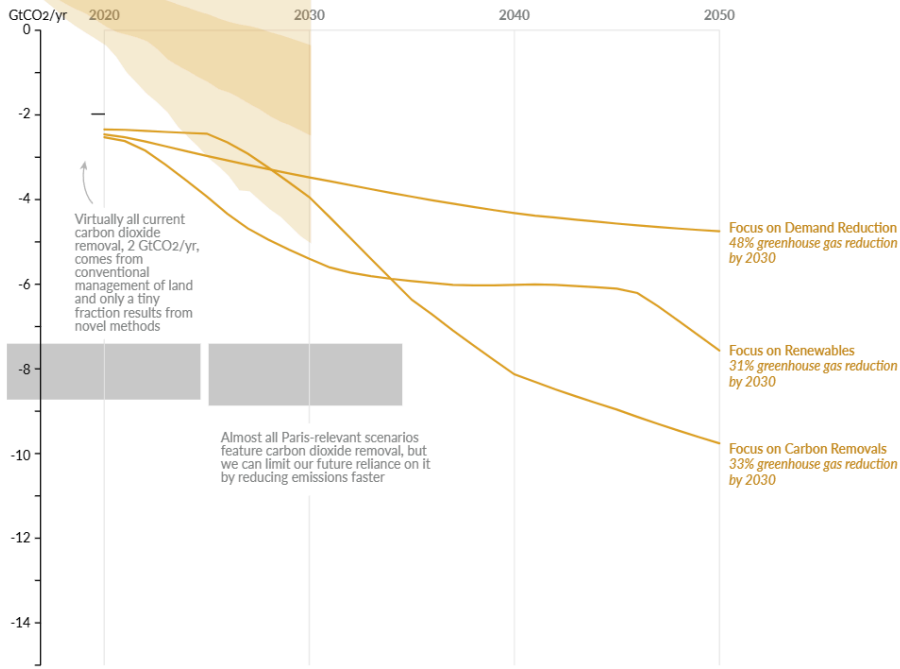 GtCO2/yr 2020 2030 2040 2050
0
-2
-4
Virtually all current
carbon dioxide
removal, 2 GtCO2/yr,
comes from
conventional
management of land
and only a tiny
fraction results from
novel methods
Focus on Demand Reduction
48% greenhouse gas reduction
by 2030
-6
Focus on Renewables
31% greenhouse gas reduction
by 2030
-8
Almost all Paris-relevant scenarios
feature carbon dioxide removal, but
we can limit our future reliance on it
by reducing emissions faster
Focus on Carbon Removals
33% greenhouse gas reduction
by 2030
-10
-12
-14